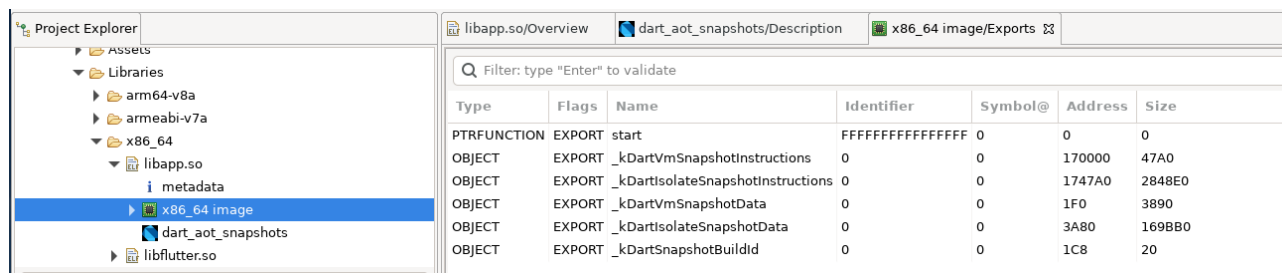 Project Explorer
Assets
Libraries
arm64-v8a
armeabi-v7a
x86_64
libapp.so
metadata
x86_64 image
dart_aot_snapshots
libflutter.so
libapp.so/Overview dart_aot_snapshots/Description x86_64 image/Exports
Filter: type "Enter" to validate
Type Flags Name Identifier Symbol@ Address Size
PTRFUNCTION EXPORT start FFFFFFFFFFFFFFFF 0 0 0
OBJECT EXPORT _kDartVmSnapshotInstructions 0 0 170000 47A0
OBJECT EXPORT _kDartIsolateSnapshotInstructions 0 0 1747A0 2848E0
OBJECT EXPORT _kDartVmSnapshotData 0 0 1F0 3890
OBJECT EXPORT _kDartIsolateSnapshotData 0 0 3A80 169BB0
OBJECT EXPORT _kDartSnapshotBuildId 0 0 1C8 20